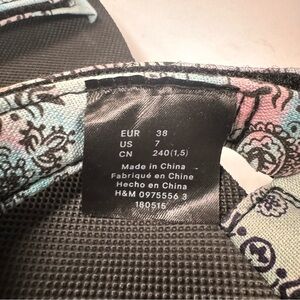 EUR 38
US 7
CN 240(1,5)
Made in China
Fabriqué en Chine
Hecho en China
H&M 0975556 3
180515